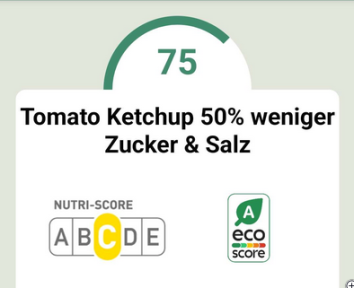 75
Tomato Ketchup 50% weniger
Zucker & Salz
NUTRI-SCORE
A B C D E
A
eco
score